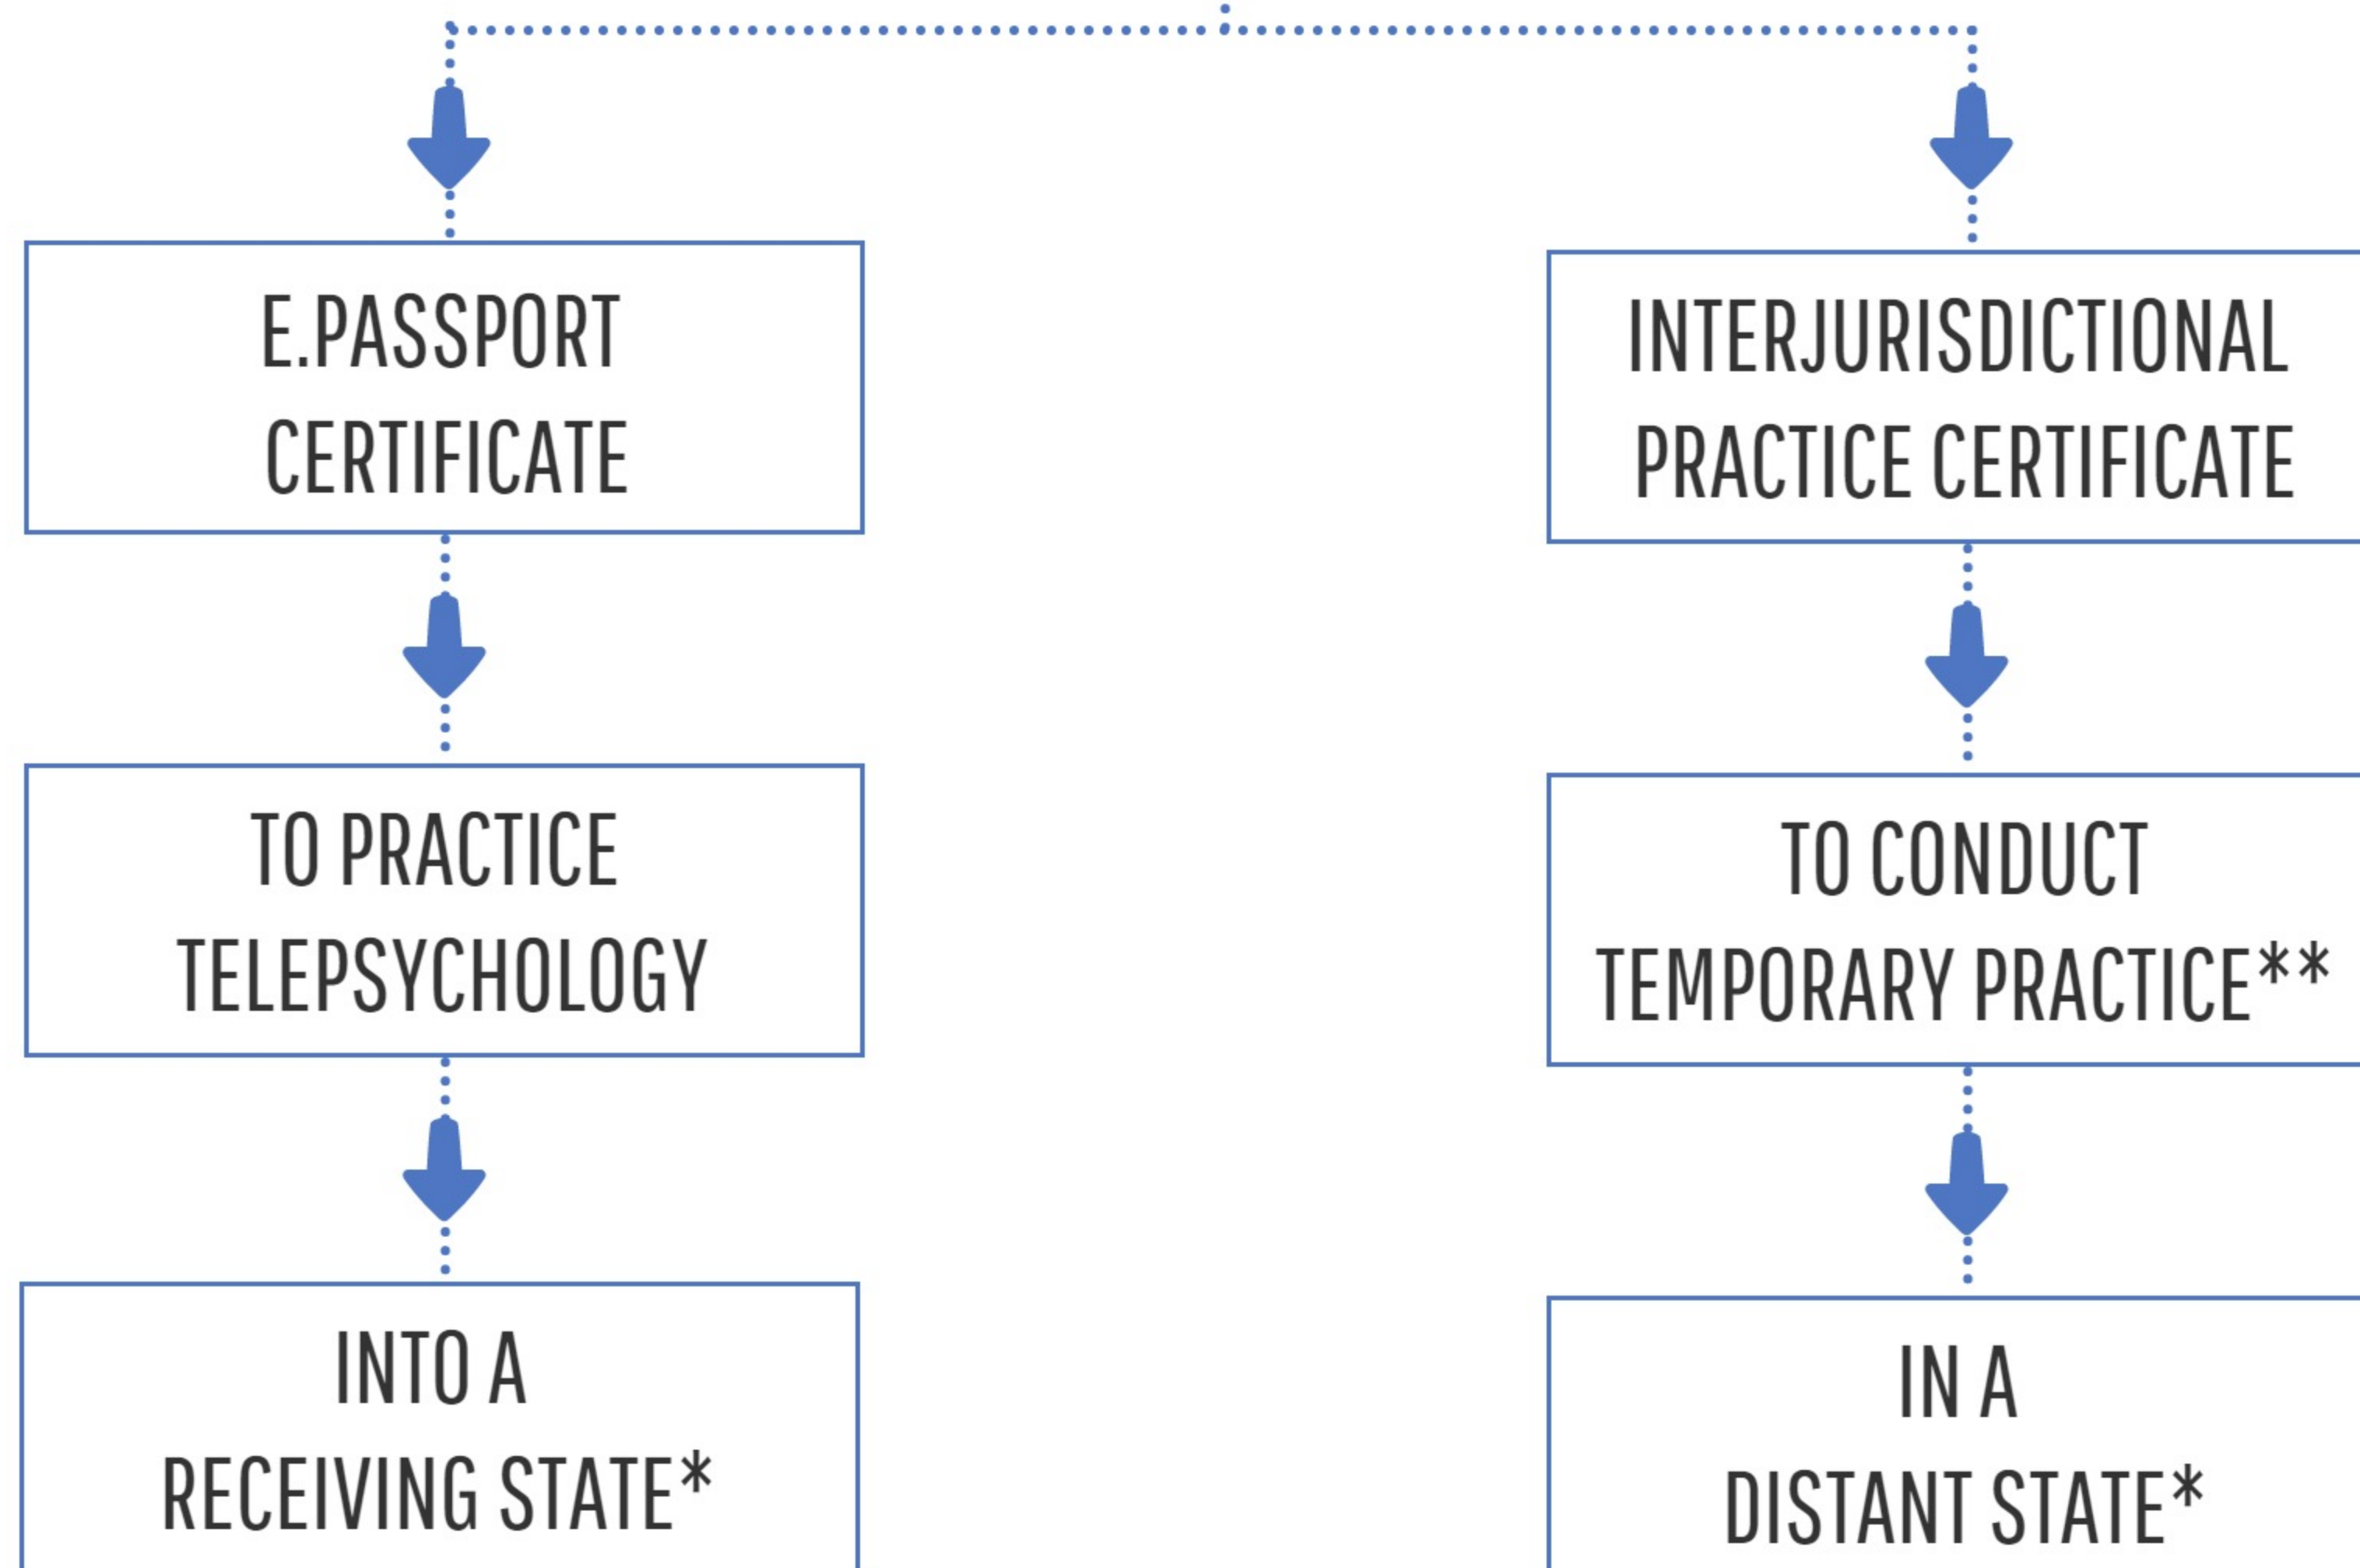 E.PASSPORT
CERTIFICATE
TO PRACTICE
TELEPSYCHOLOGY
INTO A
RECEIVING STATE*
INTERJURISDICTIONAL
PRACTICE CERTIFICATE
TO CONDUCT
TEMPORARY PRACTICE**
IN A
DISTANT STATE*